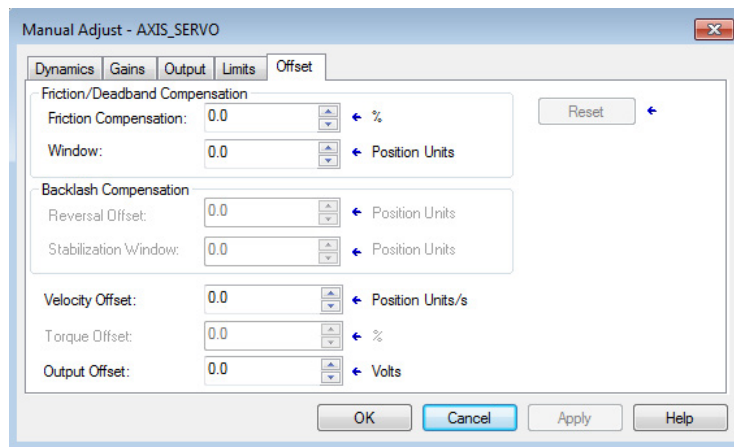 Manual Adjust - AXIS_SERVO
Dynamics Gains Output Limits Offset
Friction/Deadband Compensation
Friction Compensation: 0.0 % Reset
Window: 0.0 Position Units
Backlash Compensation
Reversal Offset: 0.0 Position Units
Stabilization Window: 0.0 Position Units
Velocity Offset: 0.0 Position Units/s
Torque Offset: 0.0 %
Output Offset: 0.0 Volts
OK Cancel Apply Help